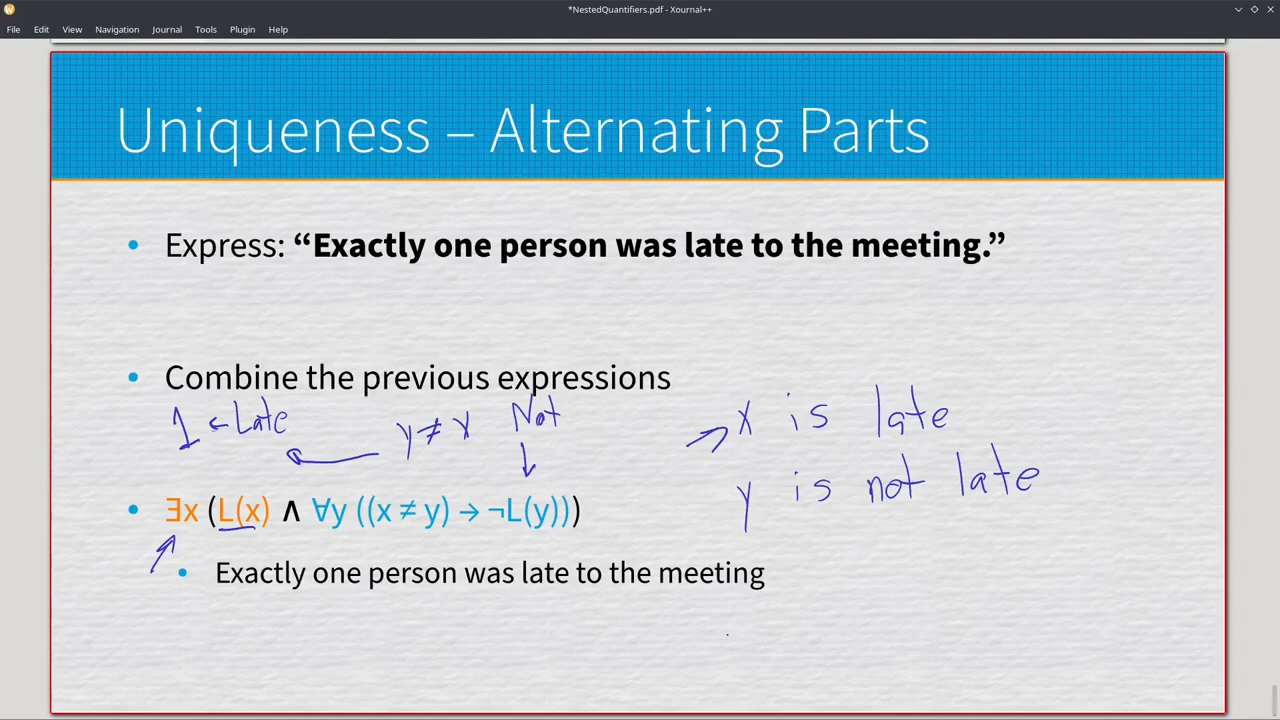 *NestedQuantifiers.pdf - Xournal++
File Edit View Navigation Journal Tools Plugin Help
Uniqueness – Alternating Parts
• Express: “Exactly one person was late to the meeting.”
• Combine the previous expressions
1 ← Late y ≠ x Not
x is late
y is not late
• ∃x (L(x) ∧ ∀y ((x ≠ y) → ¬L(y)))
• Exactly one person was late to the meeting